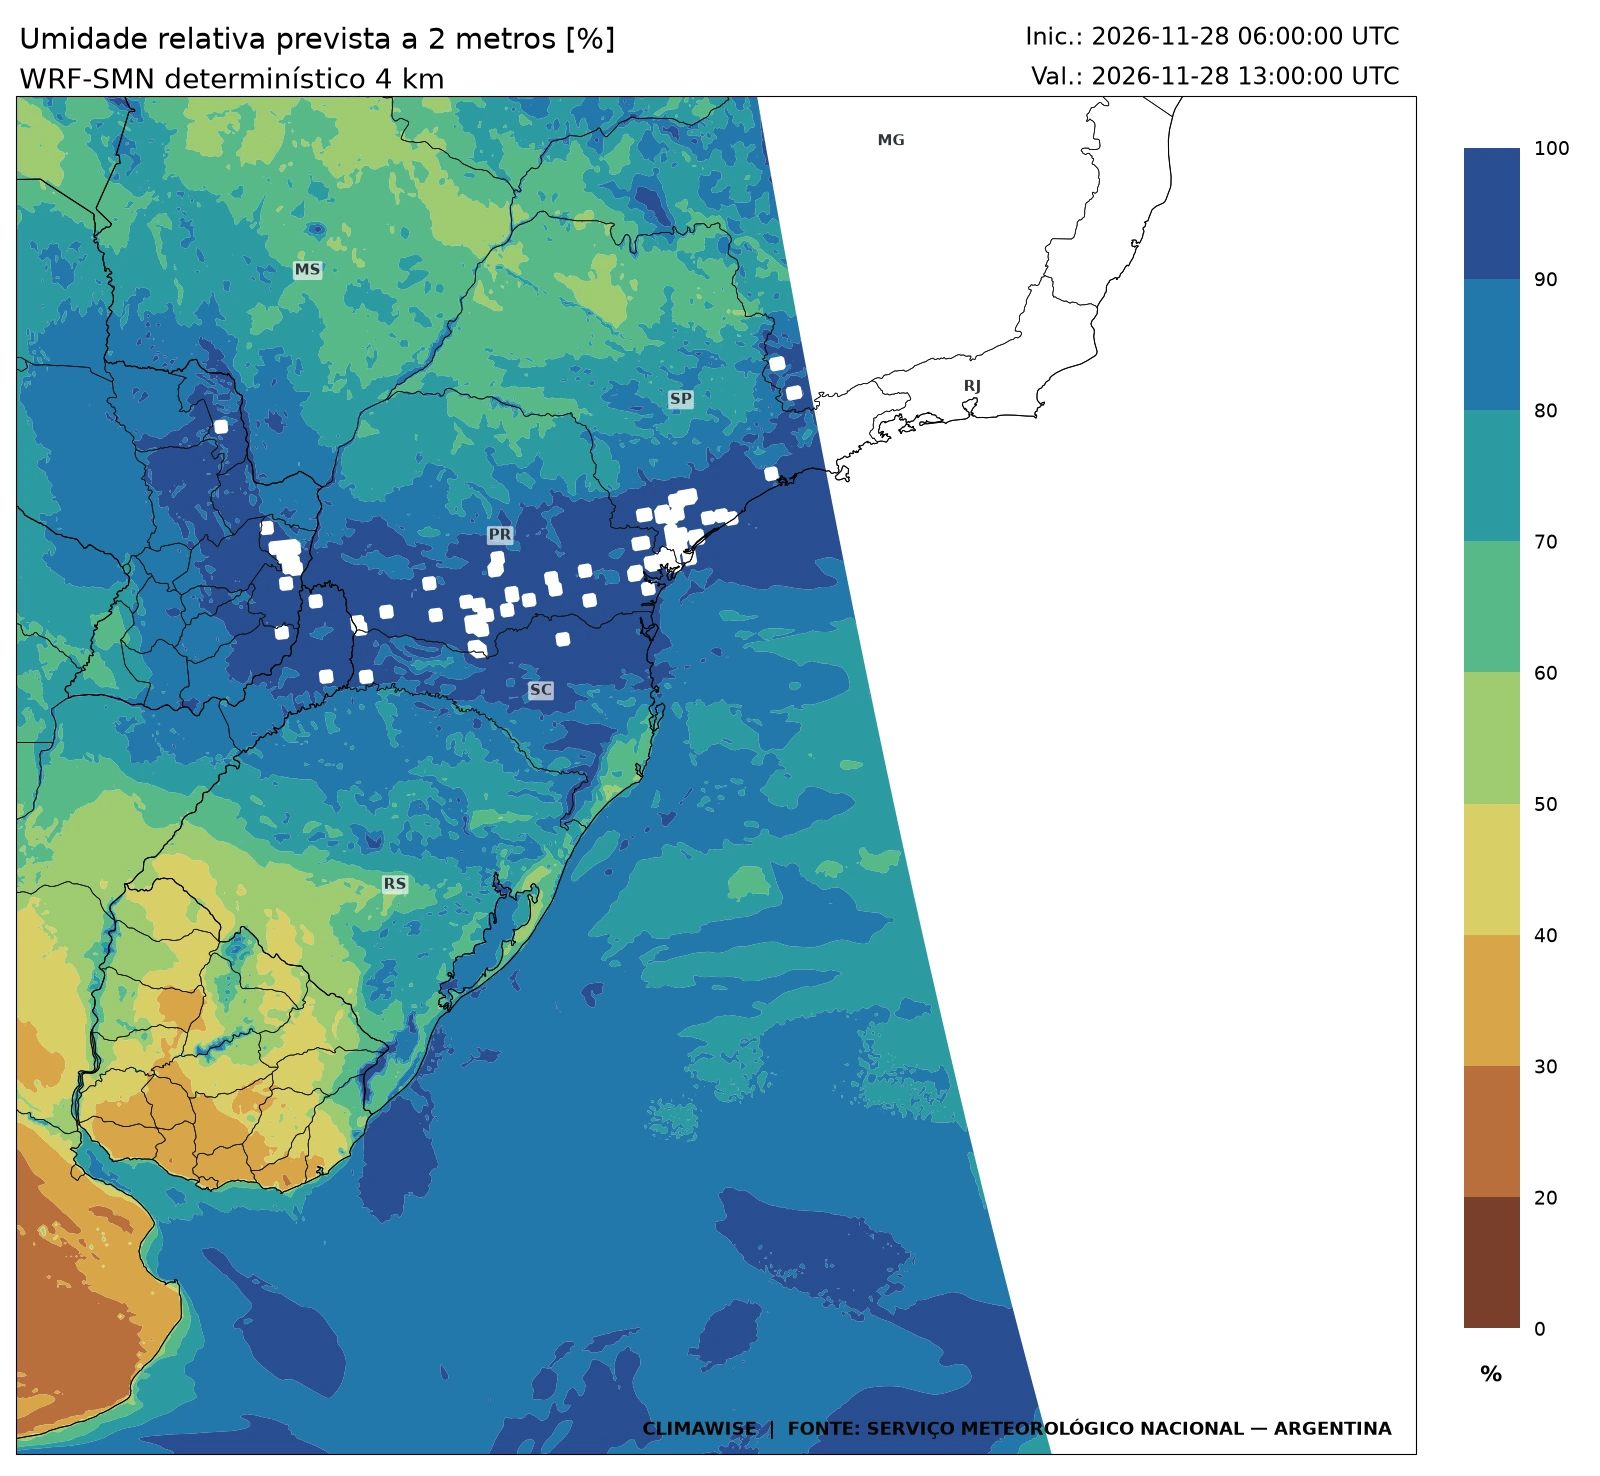 Umidade relativa prevista a 2 metros [%]
WRF-SMN determinístico 4 km
Inic.: 2026-11-28 06:00:00 UTC
Val.: 2026-11-28 13:00:00 UTC
MG
MS
RJ
SP
PR
SC
RS
100
90
80
70
60
50
40
30
20
0
%
CLIMAWISE | FONTE: SERVIÇO METEOROLÓGICO NACIONAL — ARGENTINA